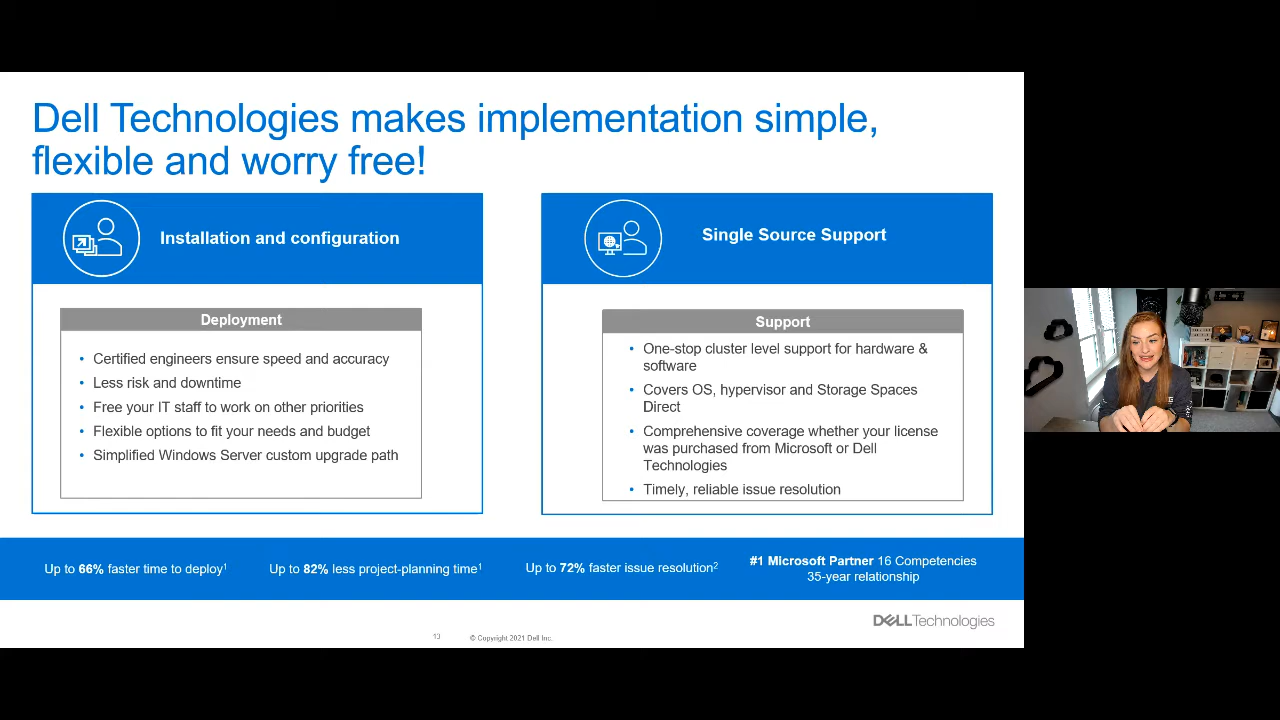 Dell Technologies makes implementation simple,
flexible and worry free!
Installation and configuration
Deployment
• Certified engineers ensure speed and accuracy
• Less risk and downtime
• Free your IT staff to work on other priorities
• Flexible options to fit your needs and budget
• Simplified Windows Server custom upgrade path
Single Source Support
Support
• One-stop cluster level support for hardware &
software
• Covers OS, hypervisor and Storage Spaces
Direct
• Comprehensive coverage whether your license
was purchased from Microsoft or Dell
Technologies
• Timely, reliable issue resolution
Up to 66% faster time to deploy¹
Up to 82% less project-planning time¹
Up to 72% faster issue resolution²
#1 Microsoft Partner 16 Competencies
35-year relationship
DELLTechnologies
13
© Copyright 2021 Dell Inc.